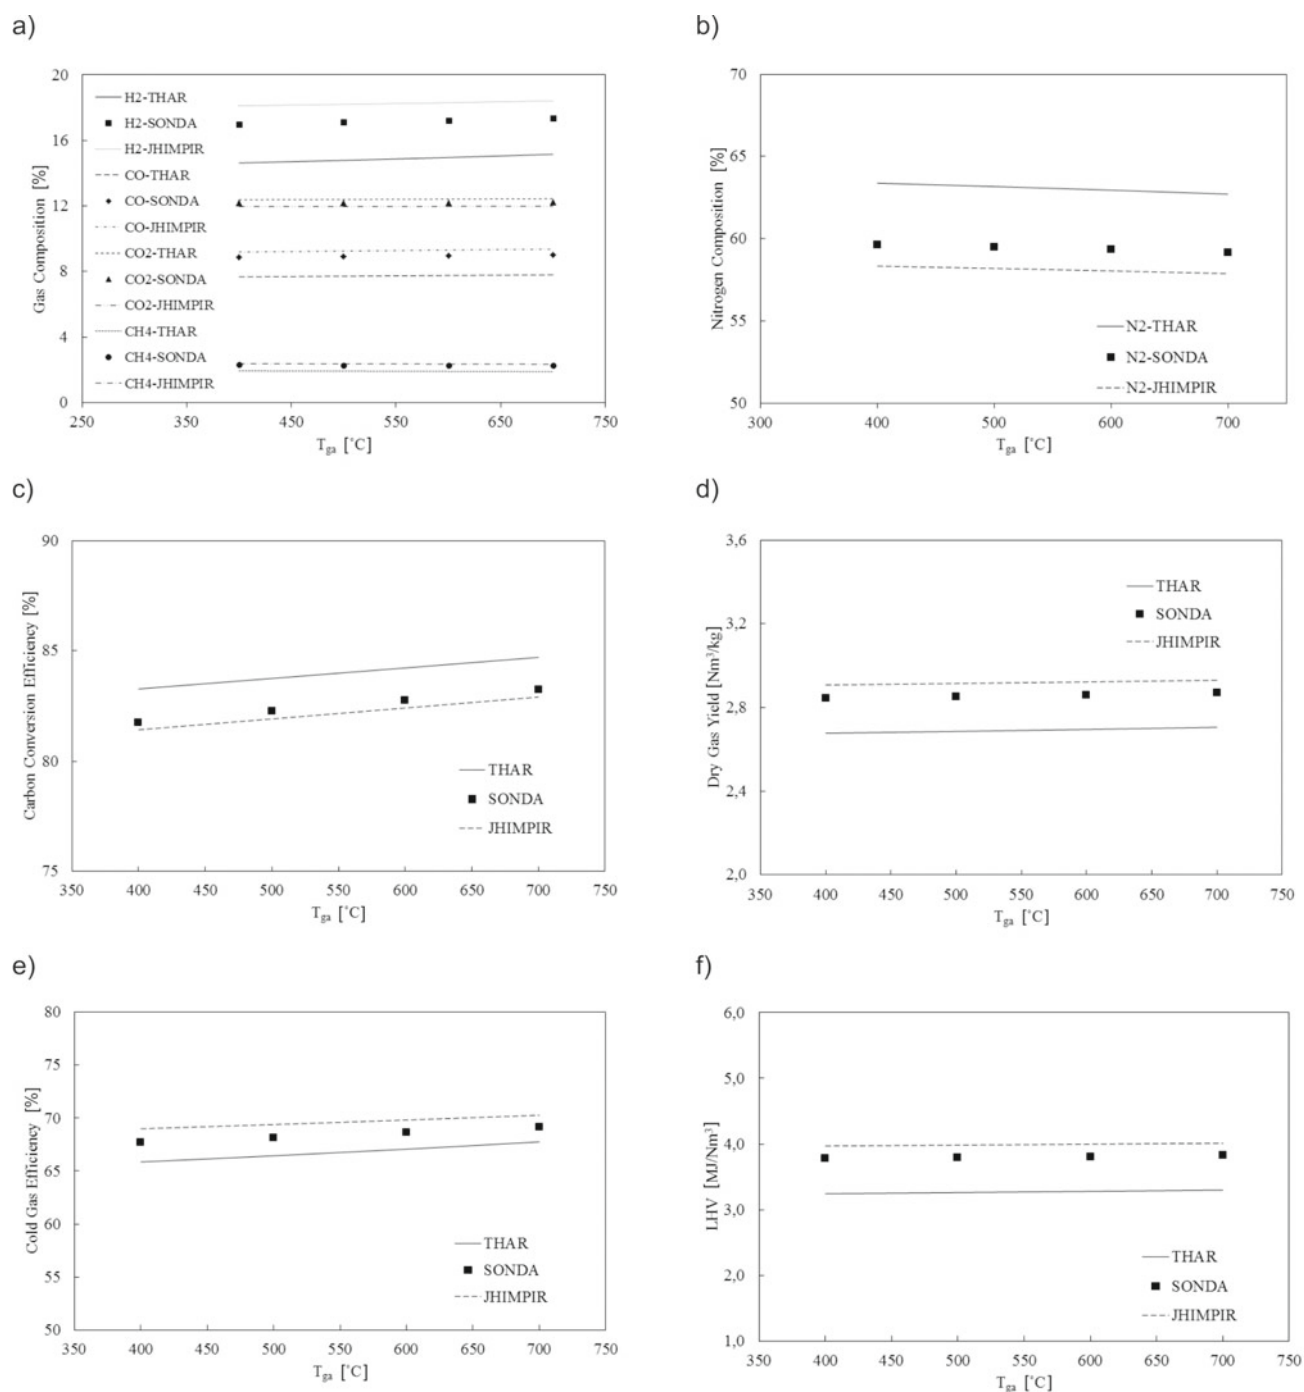 a)
20
16
12
8
4
0
Gas Composition [%]
H2-THAR
H2-SONDA
H2-JHIMPIR
CO-THAR
CO-SONDA
CO-JHIMPIR
CO2-THAR
CO2-SONDA
CO2-JHIMPIR
CH4-THAR
CH4-SONDA
CH4-JHIMPIR
250 350 450 550 650 750
Tga [˚C]
b)
70
65
60
55
50
Nitrogen Composition [%]
N2-THAR
N2-SONDA
N2-JHIMPIR
300 400 500 600 700
Tga [˚C]
c)
90
85
80
75
Carbon Conversion Efficiency [%]
THAR
SONDA
JHIMPIR
350 400 450 500 550 600 650 700 750
Tga [˚C]
d)
3,6
3,2
2,8
2,4
2,0
Dry Gas Yield [Nm³/kg]
THAR
SONDA
JHIMPIR
350 400 450 500 550 600 650 700 750
Tga [˚C]
e)
80
75
70
65
60
55
50
Cold Gas Efficiency [%]
THAR
SONDA
JHIMPIR
350 400 450 500 550 600 650 700 750
Tga [˚C]
f)
6,0
5,0
4,0
3,0
2,0
1,0
LHV [MJ/Nm³]
THAR
SONDA
JHIMPIR
350 400 450 500 550 600 650 700 750
Tga [˚C]